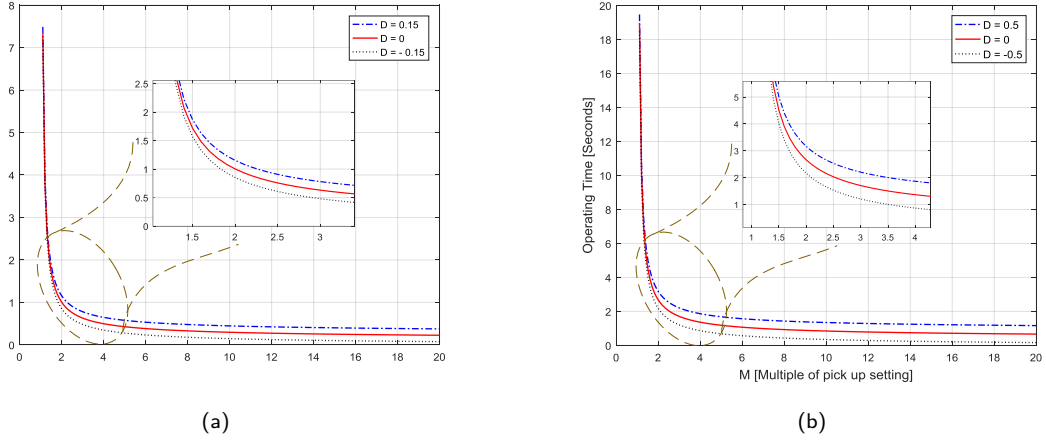 8
7
6
5
4
3
2
1
0
0 2 4 6 8 10 12 14 16 18 20
D = 0.15
D = 0
D = - 0.15
2.5
2
1.5
1
0.5
0
1.5 2 2.5 3
(a)
Operating Time [Seconds]
20
18
16
14
12
10
8
6
4
2
0
0 2 4 6 8 10 12 14 16 18 20
M [Multiple of pick up setting]
D = 0.5
D = 0
D = -0.5
5
4
3
2
1
1 1.5 2 2.5 3 3.5 4
(b)